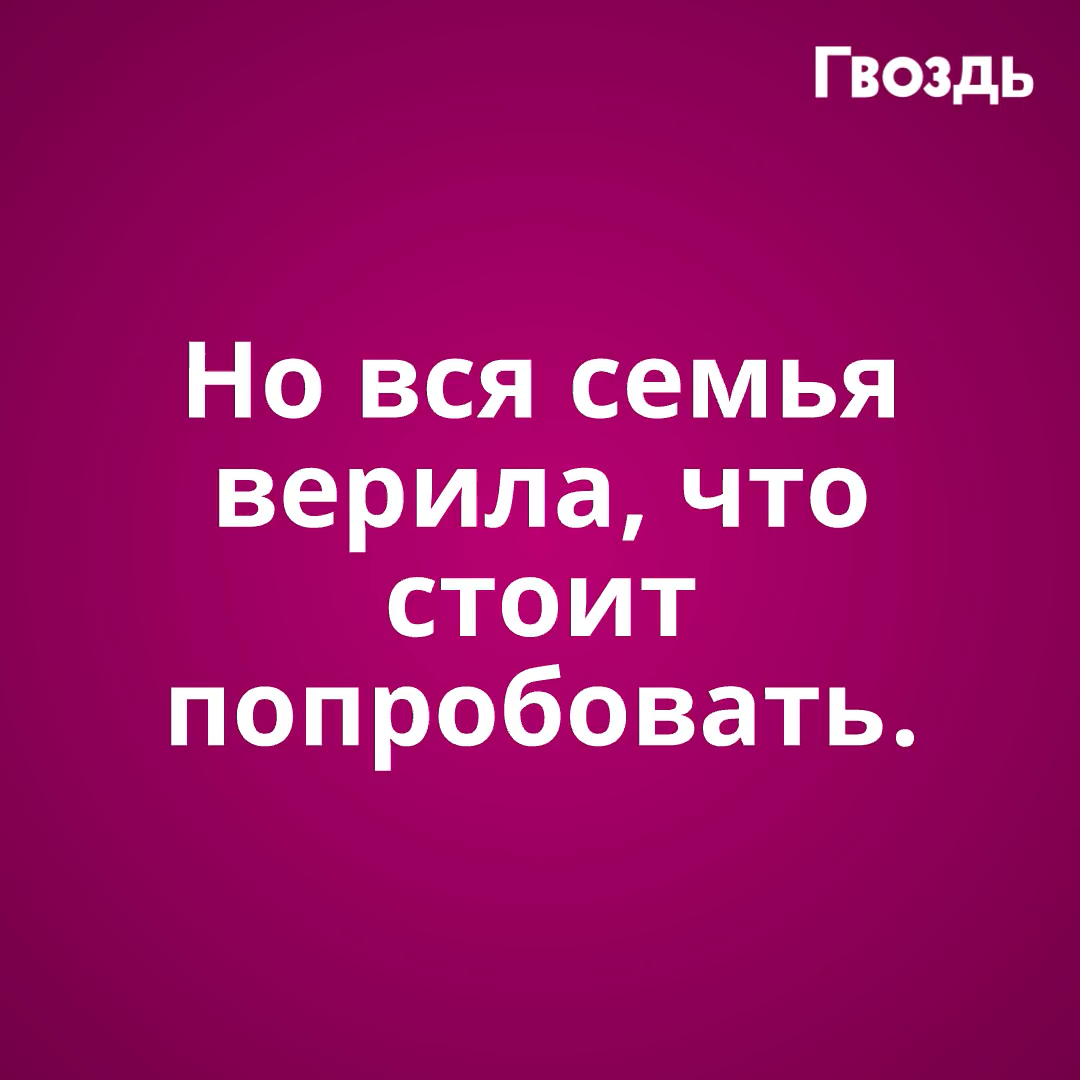 Гвоздь
Но вся семья
верила, что
стоит
попробовать.